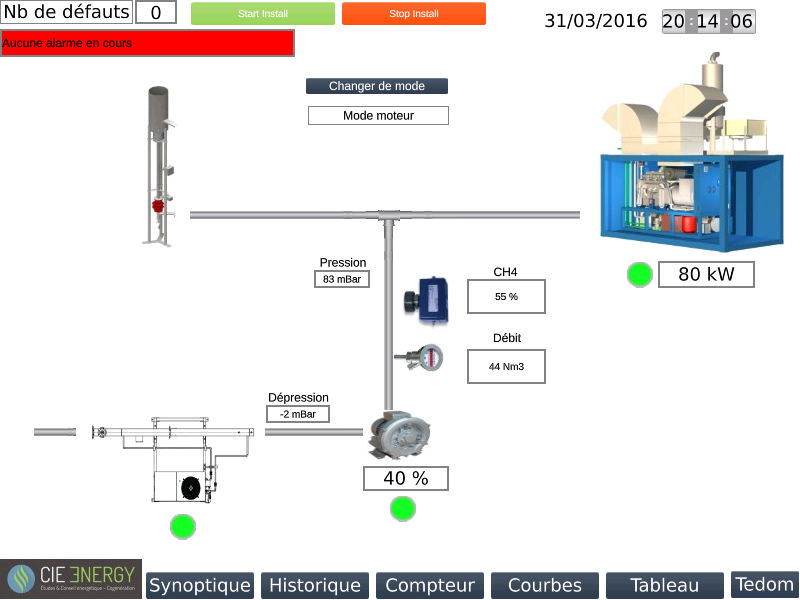 Nb de défauts 0
Start Install
Stop Install
31/03/2016 20:14:06
Aucune alarme en cours
Changer de mode
Mode moteur
Pression
83 mBar
CH4
55 %
80 kW
Débit
44 Nm3
Dépression
-2 mBar
40 %
CIE ENERGY
Etudes & Conseil énergétique - Cogénération
Synoptique
Historique
Compteur
Courbes
Tableau
Tedom